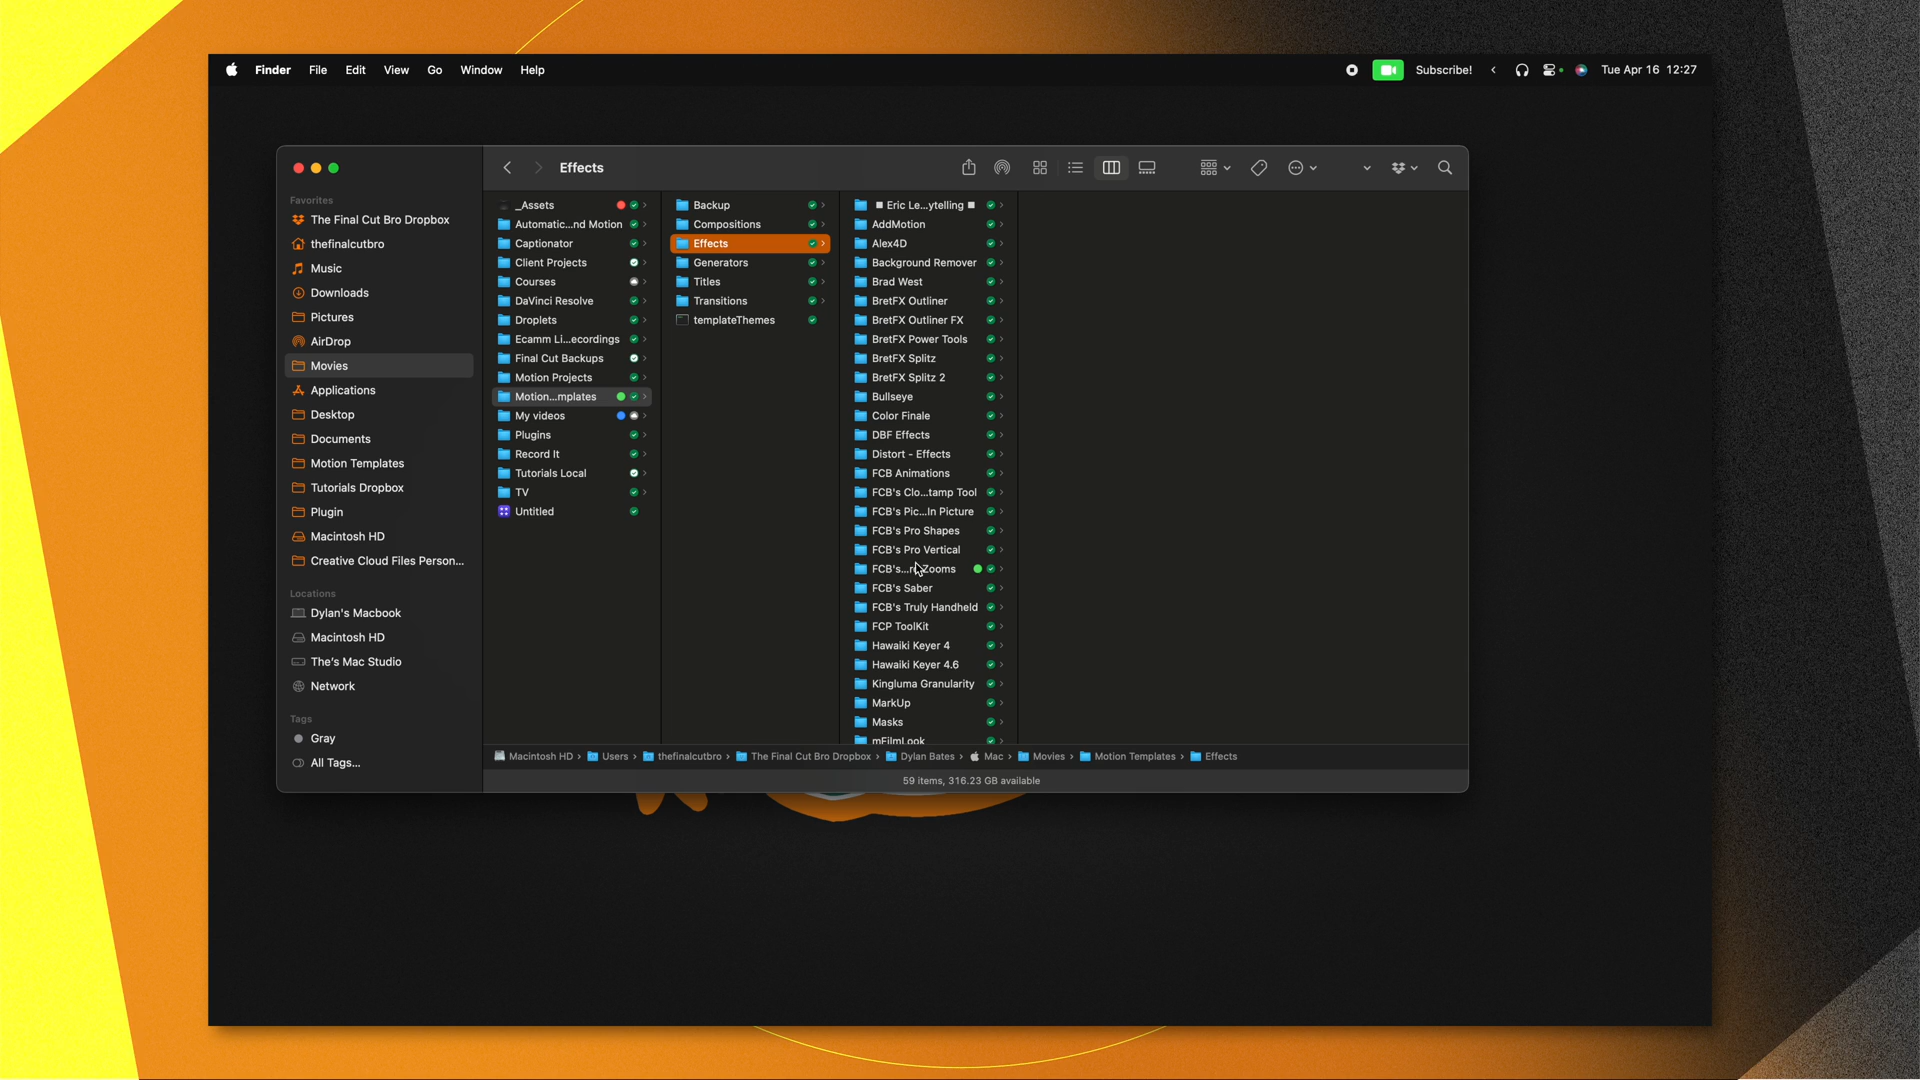 Finder File Edit View Go Window Help Subscribe! Tue Apr 16 12:27
Effects
Favorites
The Final Cut Bro Dropbox
thefinalcutbro
Music
Downloads
Pictures
AirDrop
Movies
Applications
Desktop
Documents
Motion Templates
Tutorials Dropbox
Plugin
Macintosh HD
Creative Cloud Files Person...
Locations
Dylan's Macbook
Macintosh HD
The's Mac Studio
Network
Tags
Gray
All Tags...
_Assets
Automatic...nd Motion
Captionator
Client Projects
Courses
DaVinci Resolve
Droplets
Ecamm Li...ecordings
Final Cut Backups
Motion Projects
Motion...mplates
My videos
Plugins
Record It
Tutorials Local
TV
Untitled
Backup
Compositions
Effects
Generators
Titles
Transitions
templateThemes
Eric Le...ytelling
AddMotion
Alex4D
Background Remover
Brad West
BretFX Outliner
BretFX Outliner FX
BretFX Power Tools
BretFX Splitz
BretFX Splitz 2
Bullseye
Color Finale
DBF Effects
Distort - Effects
FCB Animations
FCB's Clo...tamp Tool
FCB's Pic...In Picture
FCB's Pro Shapes
FCB's Pro Vertical
FCB's... Zooms
FCB's Saber
FCB's Truly Handheld
FCP ToolKit
Hawaiki Keyer 4
Hawaiki Keyer 4.6
Kingluma Granularity
MarkUp
Masks
mFilmLook
Macintosh HD › Users › thefinalcutbro › The Final Cut Bro Dropbox › Dylan Bates › Mac › Movies › Motion Templates › Effects
59 items, 316.23 GB available